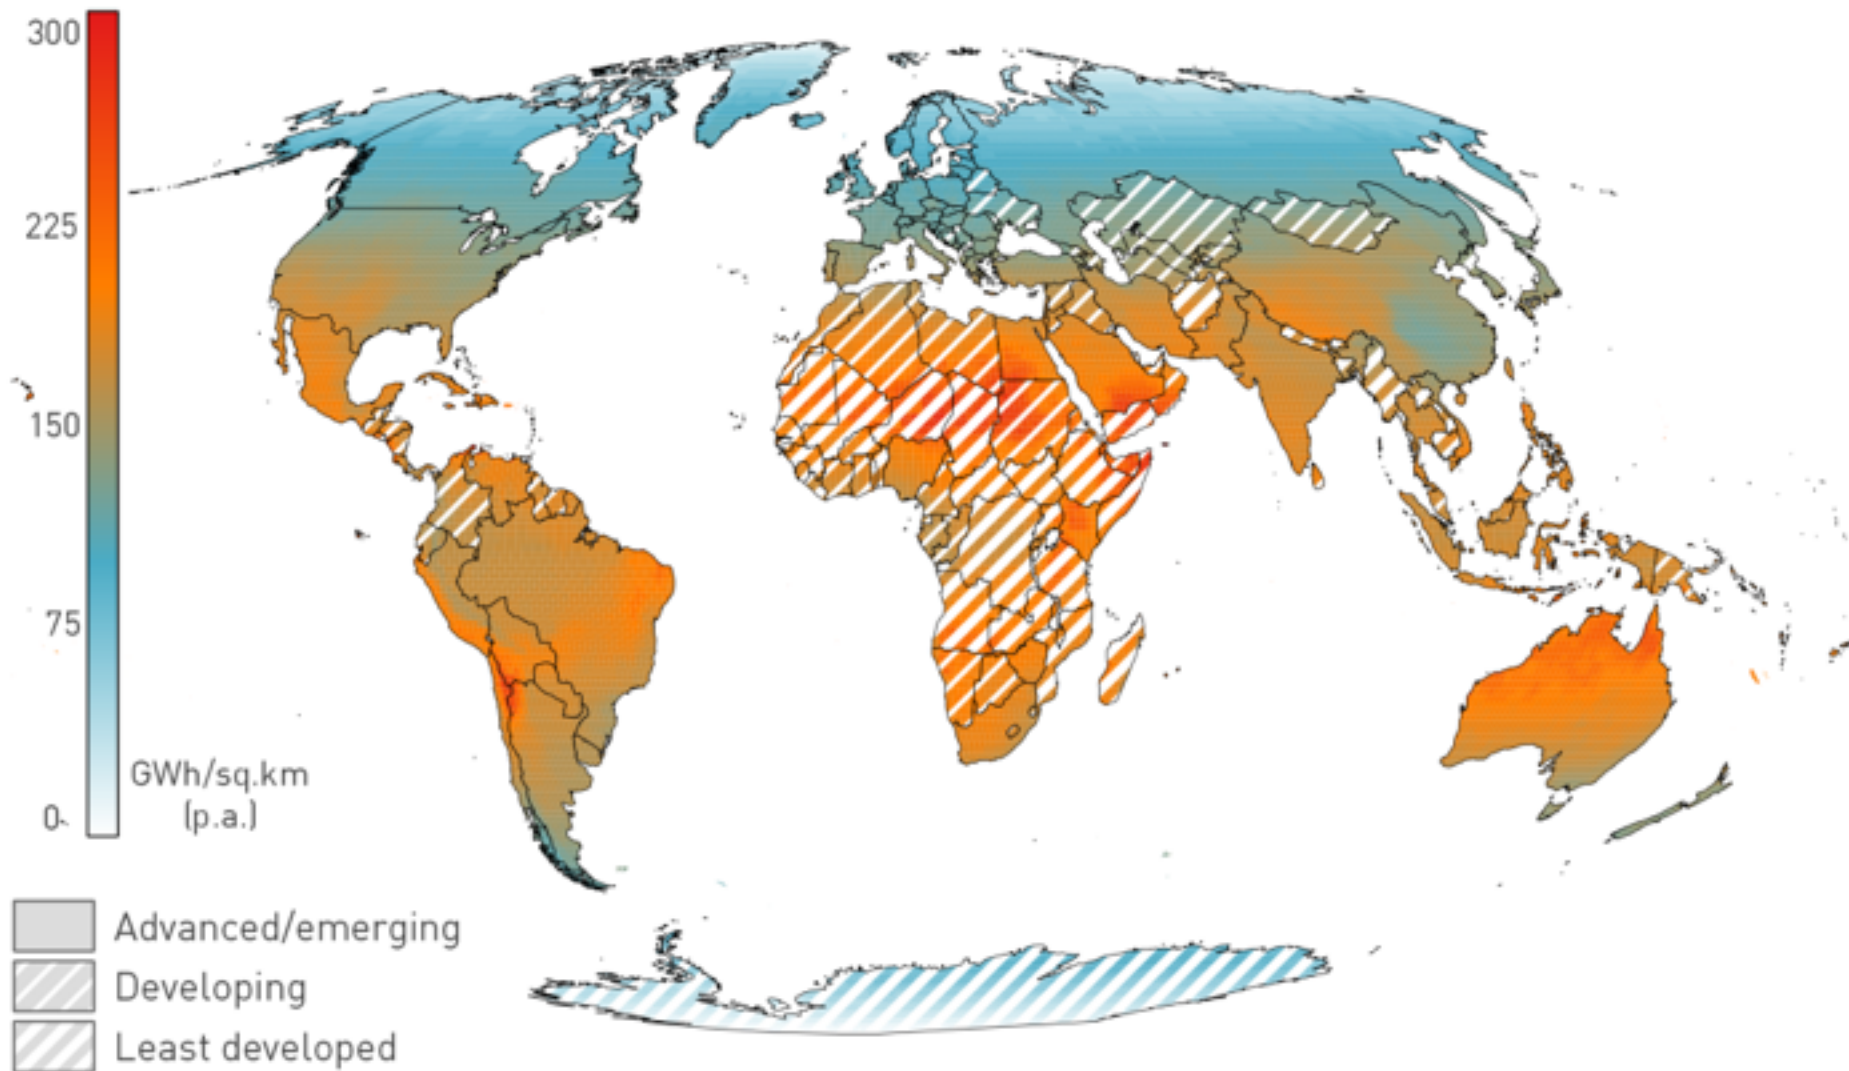 300
225
150
75
0
GWh/sq.km
(p.a.)
Advanced/emerging
Developing
Least developed